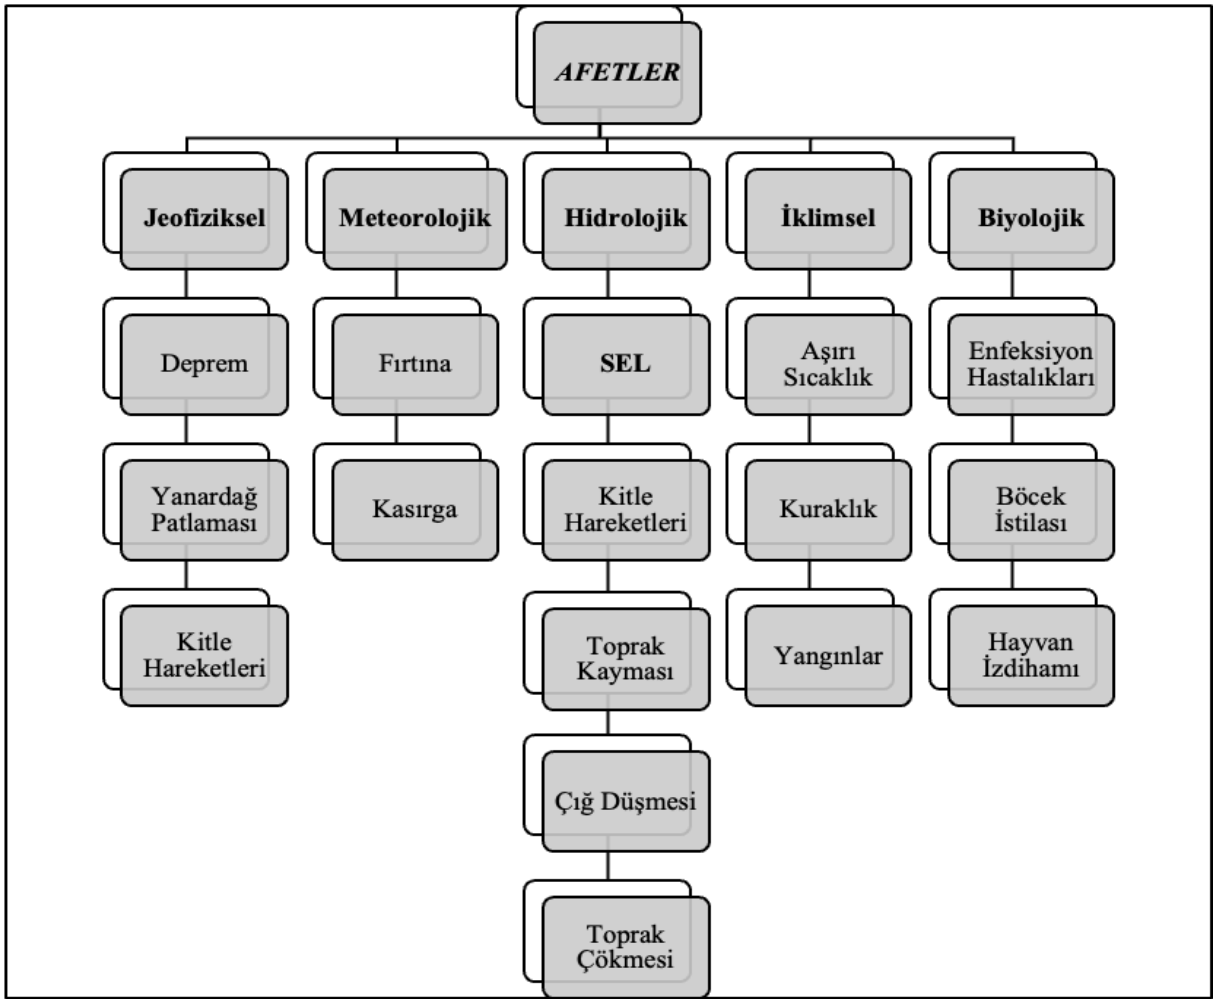 AFETLER
Jeofiziksel
Meteorolojik
Hidrolojik
İklimsel
Biyolojik
Deprem
Fırtına
SEL
Aşırı
Sıcaklık
Enfeksiyon
Hastalıkları
Yanardağ
Patlaması
Kasırga
Kitle
Hareketleri
Kuraklık
Böcek
İstilası
Kitle
Hareketleri
Toprak
Kayması
Yangınlar
Hayvan
İzdihamı
Çığ Düşmesi
Toprak
Çökmesi